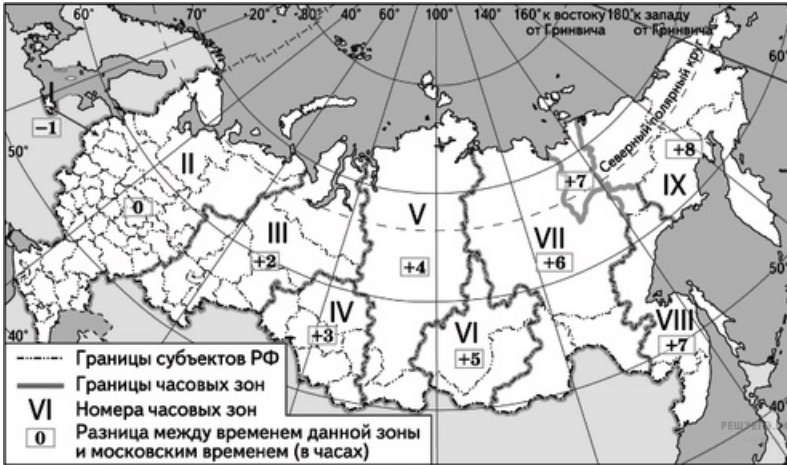 60° 70° -20° 40° 60° 80° 100° 120° 140° 160° к востоку 180° к западу
от Гринвича от Гринвича
60°
Северный полярный круг
I
-1
50°
II
0
III
+2
IV
+3
V
+4
VI
+5
VII
+6
+7
+8
IX
VIII
+7
50°
40°
40°
Границы субъектов РФ
Границы часовых зон
VI Номера часовых зон
0 Разница между временем данной зоны
и московским временем (в часах)